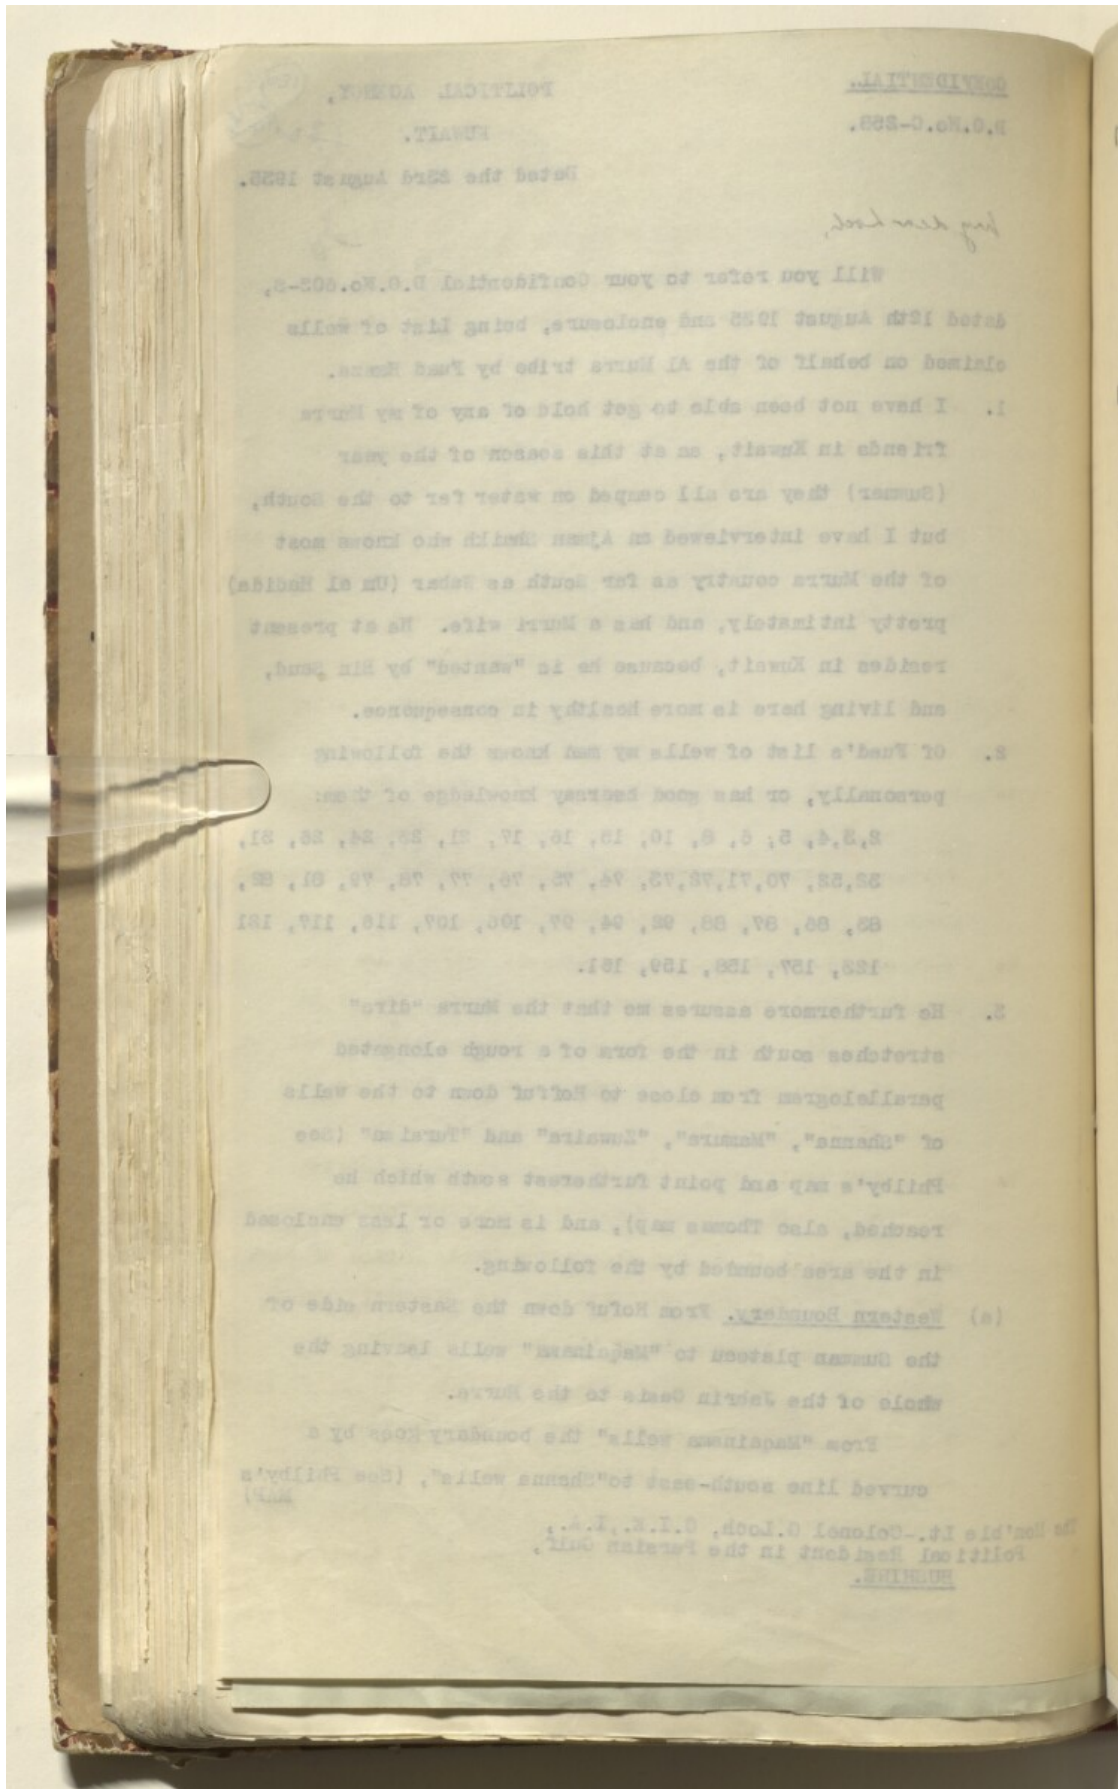 CONFIDENTIAL. POLITICAL AGENCY,
D.O.No.C-259. KUWAIT.
Dated the 23rd August 1935.
My dear Loch,
Will you refer to your Confidential D.O.No.602-S,
dated 12th August 1935 and enclosure, being List of wells
claimed on behalf of the Al Murra tribe by Fuad Hamza.
1. I have not been able to get hold of any of my Murra
friends in Kuwait, as at this season of the year
(Summer) they are all camped on water far to the South,
but I have interviewed an Ajman Shaikh who knows most
of the Murra country as far South as Wabar (Um al Hadida)
pretty intimately, and has a Murri wife. He at present
resides in Kuwait, because he is "wanted" by Bin Saud,
and living here is more healthy in consequence.
2. Of Fuad's list of wells my man knows the following
personally, or has good hearsay knowledge of them:
2,3,4, 5; 6, 8, 10, 15, 16, 17, 21, 23, 24, 26, 31,
32,52, 70,71,72,73, 74, 75, 76, 77, 78, 79, 81, 82,
83, 86, 87, 88, 92, 94, 97, 106, 107, 116, 117, 121
122, 157, 158, 159, 161.
3. He furthermore assures me that the Murra "dira"
stretches south in the form of a rough elongated
parallelogram from close to Hoffuf down to the wells
of "Shanna", "Mamura", "Zuwaira" and "Turaiwa" (See
Philby's map and point furtherest south which he
reached, also Thomas map), and is more or less enclosed
in the area bounded by the following.
(a) Western Boundery. From Hofuf down the Eastern side of
the Summan plateau to "Maqainama" wells leaving the
whole of the Jabrin Oasis to the Murra.
From "Maqainama wells" the boundary goes by a
curved line south-east to"Shanna wells", (See Philby's
MAP)
The Hon'ble Lt.-Colonel G.Loch, C.I.E.,I.A.,
Political Resident in the Persian Gulf,
BUSHIRE.